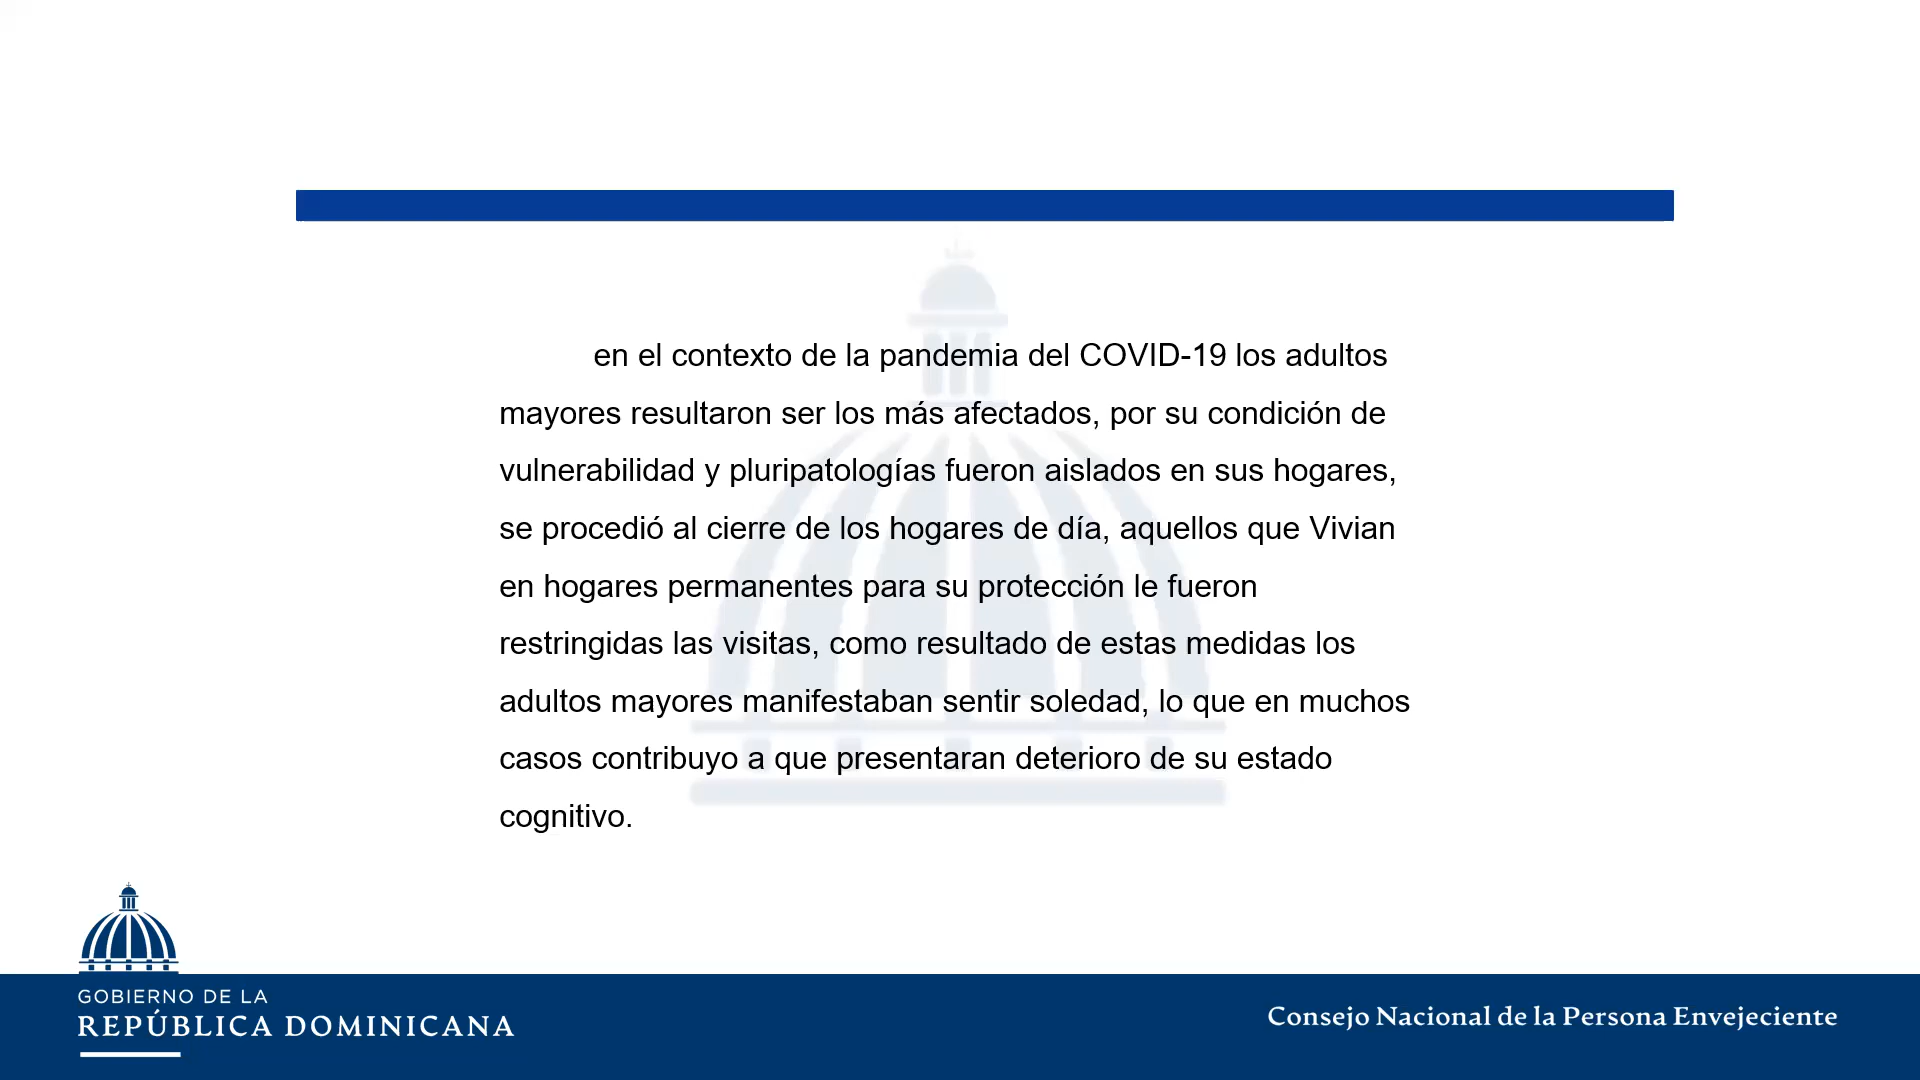 en el contexto de la pandemia del COVID-19 los adultos
mayores resultaron ser los más afectados, por su condición de
vulnerabilidad y pluripatologías fueron aislados en sus hogares,
se procedió al cierre de los hogares de día, aquellos que Vivian
en hogares permanentes para su protección le fueron
restringidas las visitas, como resultado de estas medidas los
adultos mayores manifestaban sentir soledad, lo que en muchos
casos contribuyo a que presentaran deterioro de su estado
cognitivo.
GOBIERNO DE LA
REPÚBLICA DOMINICANA
Consejo Nacional de la Persona Envejeciente